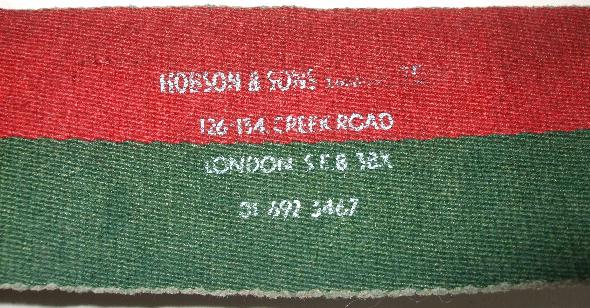 HOBSON & SONS
126-134, CREEK ROAD
LONDON S.E.8 3BX
01 692 3467